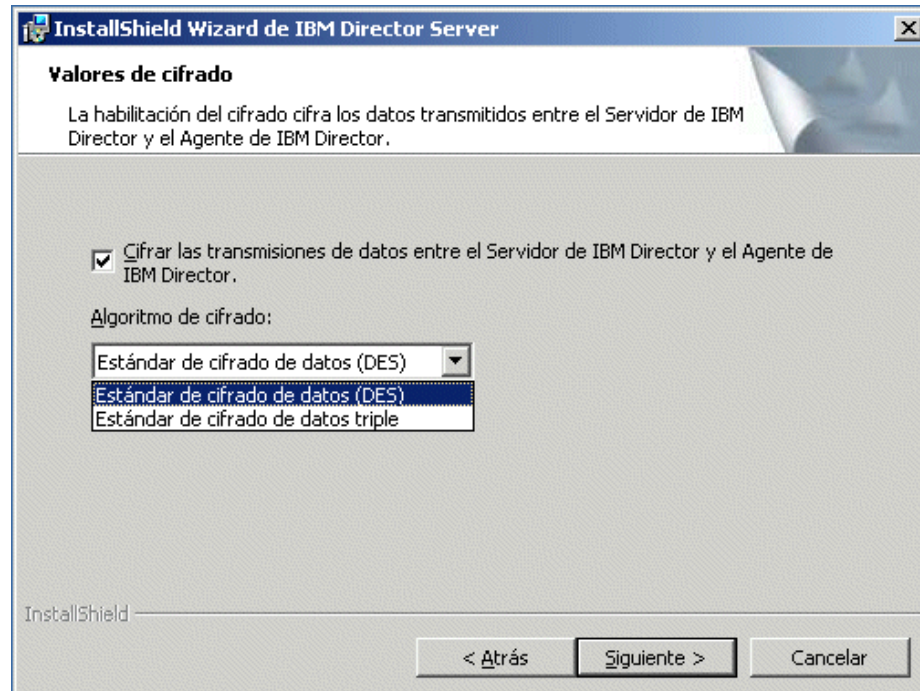 InstallShield Wizard de IBM Director Server
Valores de cifrado
La habilitación del cifrado cifra los datos transmitidos entre el Servidor de IBM
Director y el Agente de IBM Director.
Cifrar las transmisiones de datos entre el Servidor de IBM Director y el Agente de
IBM Director.
Algoritmo de cifrado:
Estándar de cifrado de datos (DES)
Estándar de cifrado de datos (DES)
Estándar de cifrado de datos triple
InstallShield
< Atrás
Siguiente >
Cancelar